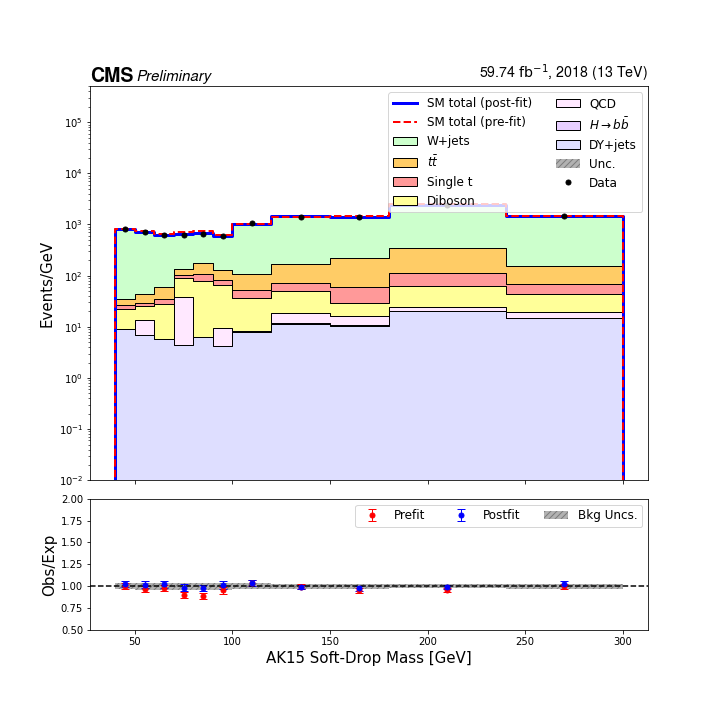 CMS Preliminary
59.74 fb⁻¹, 2018 (13 TeV)
SM total (post-fit)
SM total (pre-fit)
W+jets
tt̄
Single t
Diboson
QCD
H→bb̄
DY+jets
Unc.
Data
Events/GeV
10⁵
10⁴
10³
10²
10¹
10⁰
10⁻¹
10⁻²
Prefit
Postfit
Bkg Uncs.
Obs/Exp
2.00
1.75
1.50
1.25
1.00
0.75
0.50
50 100 150 200 250 300
AK15 Soft-Drop Mass [GeV]